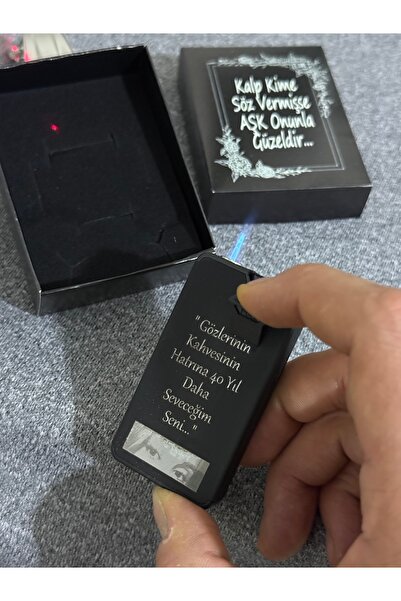 Kalp Kime
Söz Vermişse
AŞK Onunla
Güzeldir...
" Gözlerinin
Kahvesinin
Hatrına 40 Yıl
Daha
Seveceğim
Seni... "